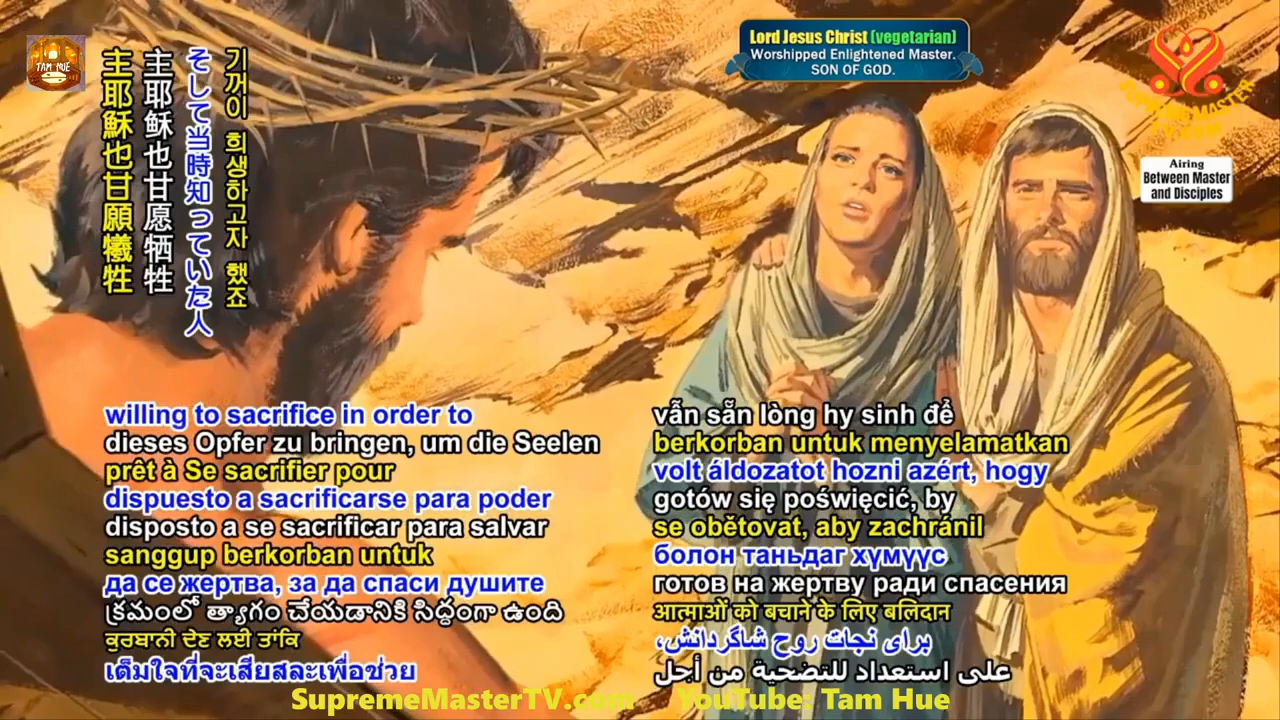 TAM HUE
主耶穌也甘願犧牲
主耶稣也甘愿牺牲
そして当時知っていた人
기꺼이 희생하고자 했죠
Lord Jesus Christ (vegetarian)
Worshipped Enlightened Master.
SON OF GOD.
SUPREME MASTER
TV.COM
Airing
Between Master
and Disciples
willing to sacrifice in order to
dieses Opfer zu bringen, um die Seelen
prêt à Se sacrifier pour
dispuesto a sacrificarse para poder
disposto a se sacrificar para salvar
sanggup berkorban untuk
да се жертва, за да спаси душите
క్రమంలో త్యాగం చేయడానికి సిద్ధంగా ఉంది
ਕੁਰਬਾਨੀ ਦੇਣ ਲਈ ਤਾਂਕਿ
เต็มใจที่จะเสียสละเพื่อช่วย
vẫn sẵn lòng hy sinh để
berkorban untuk menyelamatkan
volt áldozatot hozni azért, hogy
gotów się poświęcić, by
se obětovat, aby zachránil
болон таньдаг хүмүүс
готов на жертву ради спасения
आत्माओं को बचाने के लिए बलिदान
برای نجات روح شاگردانش،
على استعداد للتضحية من أجل
SupremeMasterTV.com YouTube: Tam Hue